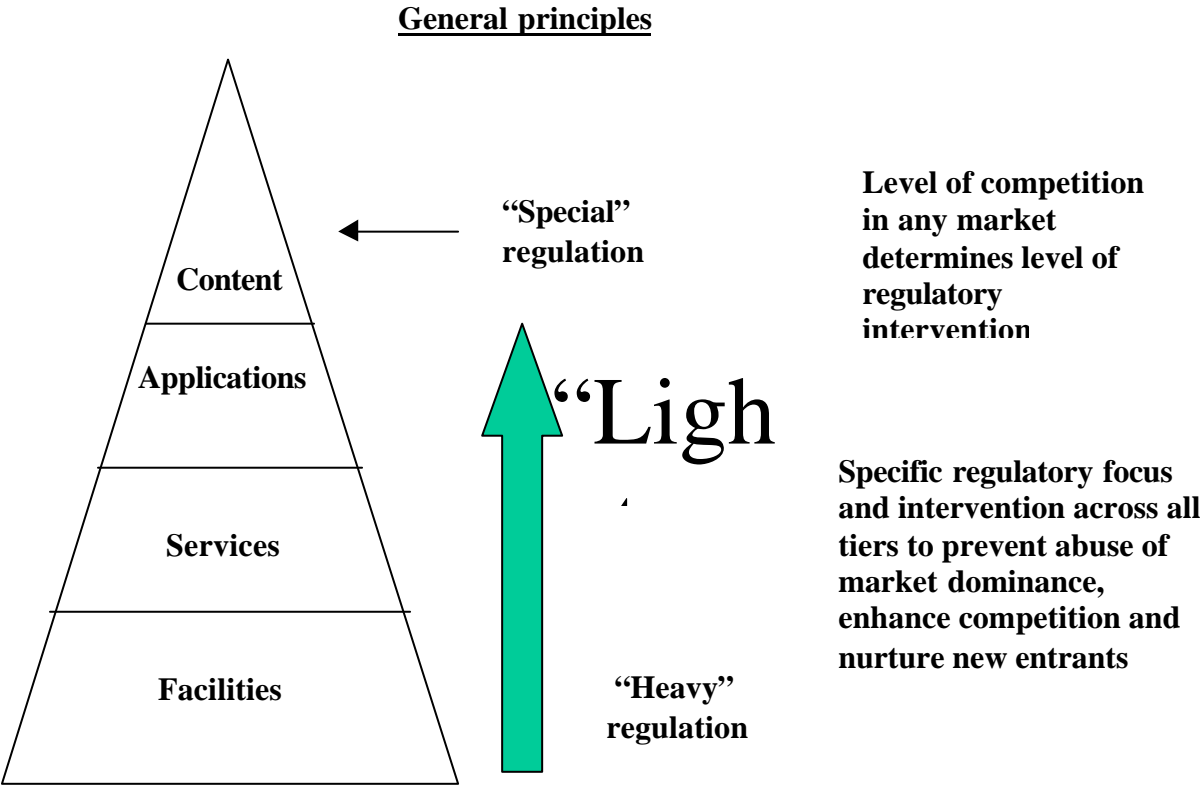 General principles
“Special”
regulation
Content
Applications
Services
Facilities
“Ligh
“Heavy”
regulation
Level of competition
in any market
determines level of
regulatory
intervention
Specific regulatory focus
and intervention across all
tiers to prevent abuse of
market dominance,
enhance competition and
nurture new entrants